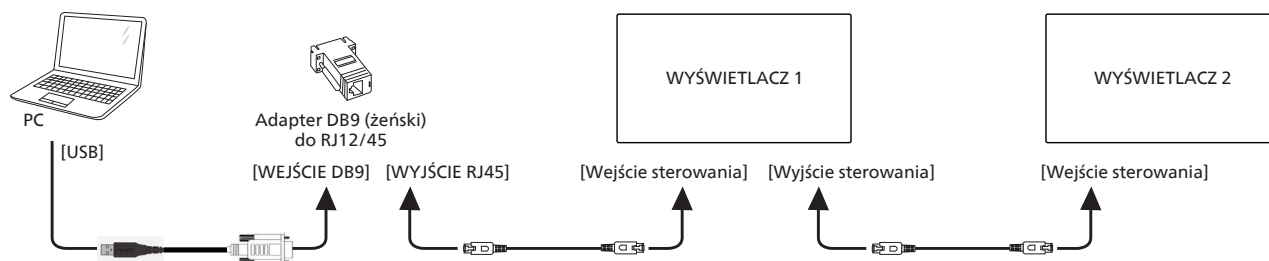 PC
[USB]
Adapter DB9 (żeński)
do RJ12/45
[WEJŚCIE DB9]
[WYJŚCIE RJ45]
WYŚWIETLACZ 1
[Wejście sterowania]
[Wyjście sterowania]
WYŚWIETLACZ 2
[Wejście sterowania]